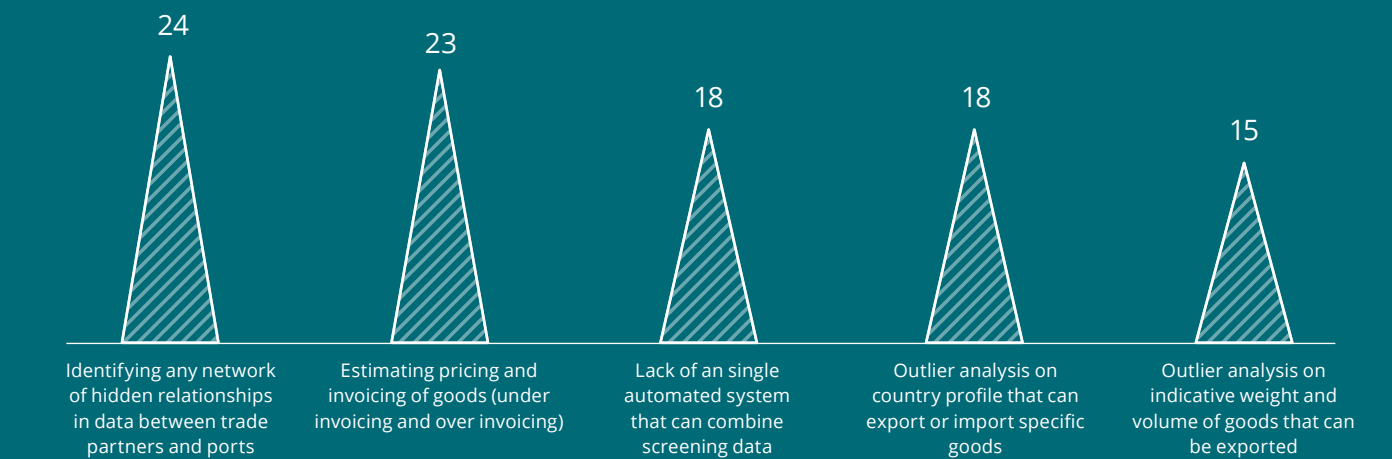 24
23
18
18
15
Identifying any network
of hidden relationships
in data between trade
partners and ports
Estimating pricing and
invoicing of goods (under
invoicing and over invoicing)
Lack of an single
automated system
that can combine
screening data
Outlier analysis on
country profile that can
export or import specific
goods
Outlier analysis on
indicative weight and
volume of goods that can
be exported